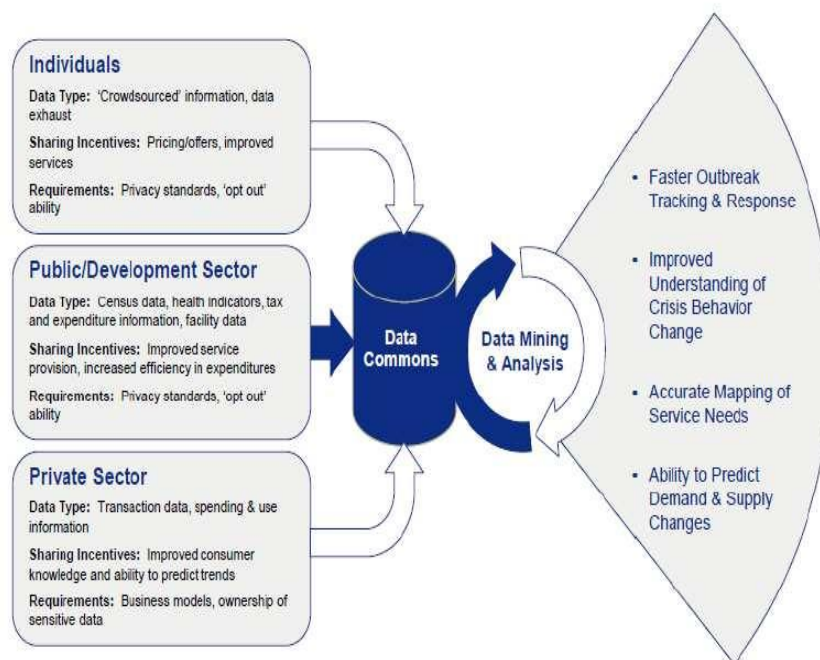 Individuals
Data Type: 'Crowdsourced' information, data
exhaust
Sharing Incentives: Pricing/offers, improved
services
Requirements: Privacy standards, 'opt out'
ability
Public/Development Sector
Data Type: Census data, health indicators, tax
and expenditure information, facility data
Sharing Incentives: Improved service
provision, increased efficiency in expenditures
Requirements: Privacy standards, 'opt out'
ability
Private Sector
Data Type: Transaction data, spending & use
information
Sharing Incentives: Improved consumer
knowledge and ability to predict trends
Requirements: Business models, ownership of
sensitive data
Data
Commons
Data Mining
& Analysis
▪ Faster Outbreak
Tracking & Response
▪ Improved
Understanding of
Crisis Behavior
Change
▪ Accurate Mapping of
Service Needs
▪ Ability to Predict
Demand & Supply
Changes